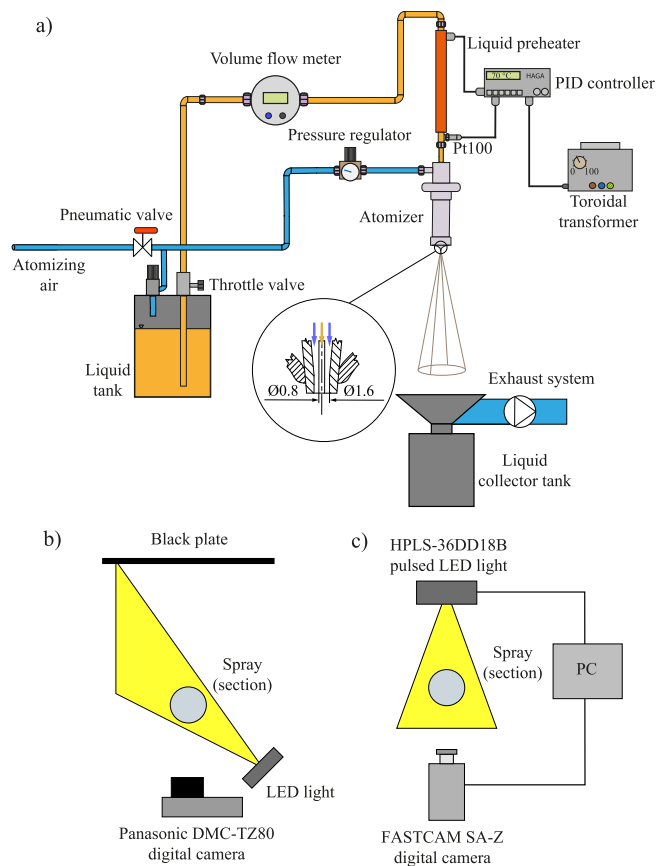 a)
Volume flow meter
Liquid preheater
70 °C
HAGA
PID controller
Pressure regulator
Pt100
0
100
Toroidal
transformer
Pneumatic valve
Atomizer
Atomizing
air
Throttle valve
Liquid
tank
Ø0.8
Ø1.6
Exhaust system
Liquid
collector tank
b)
Black plate
Spray
(section)
LED light
Panasonic DMC-TZ80
digital camera
c)
HPLS-36DD18B
pulsed LED light
Spray
(section)
PC
FASTCAM SA-Z
digital camera